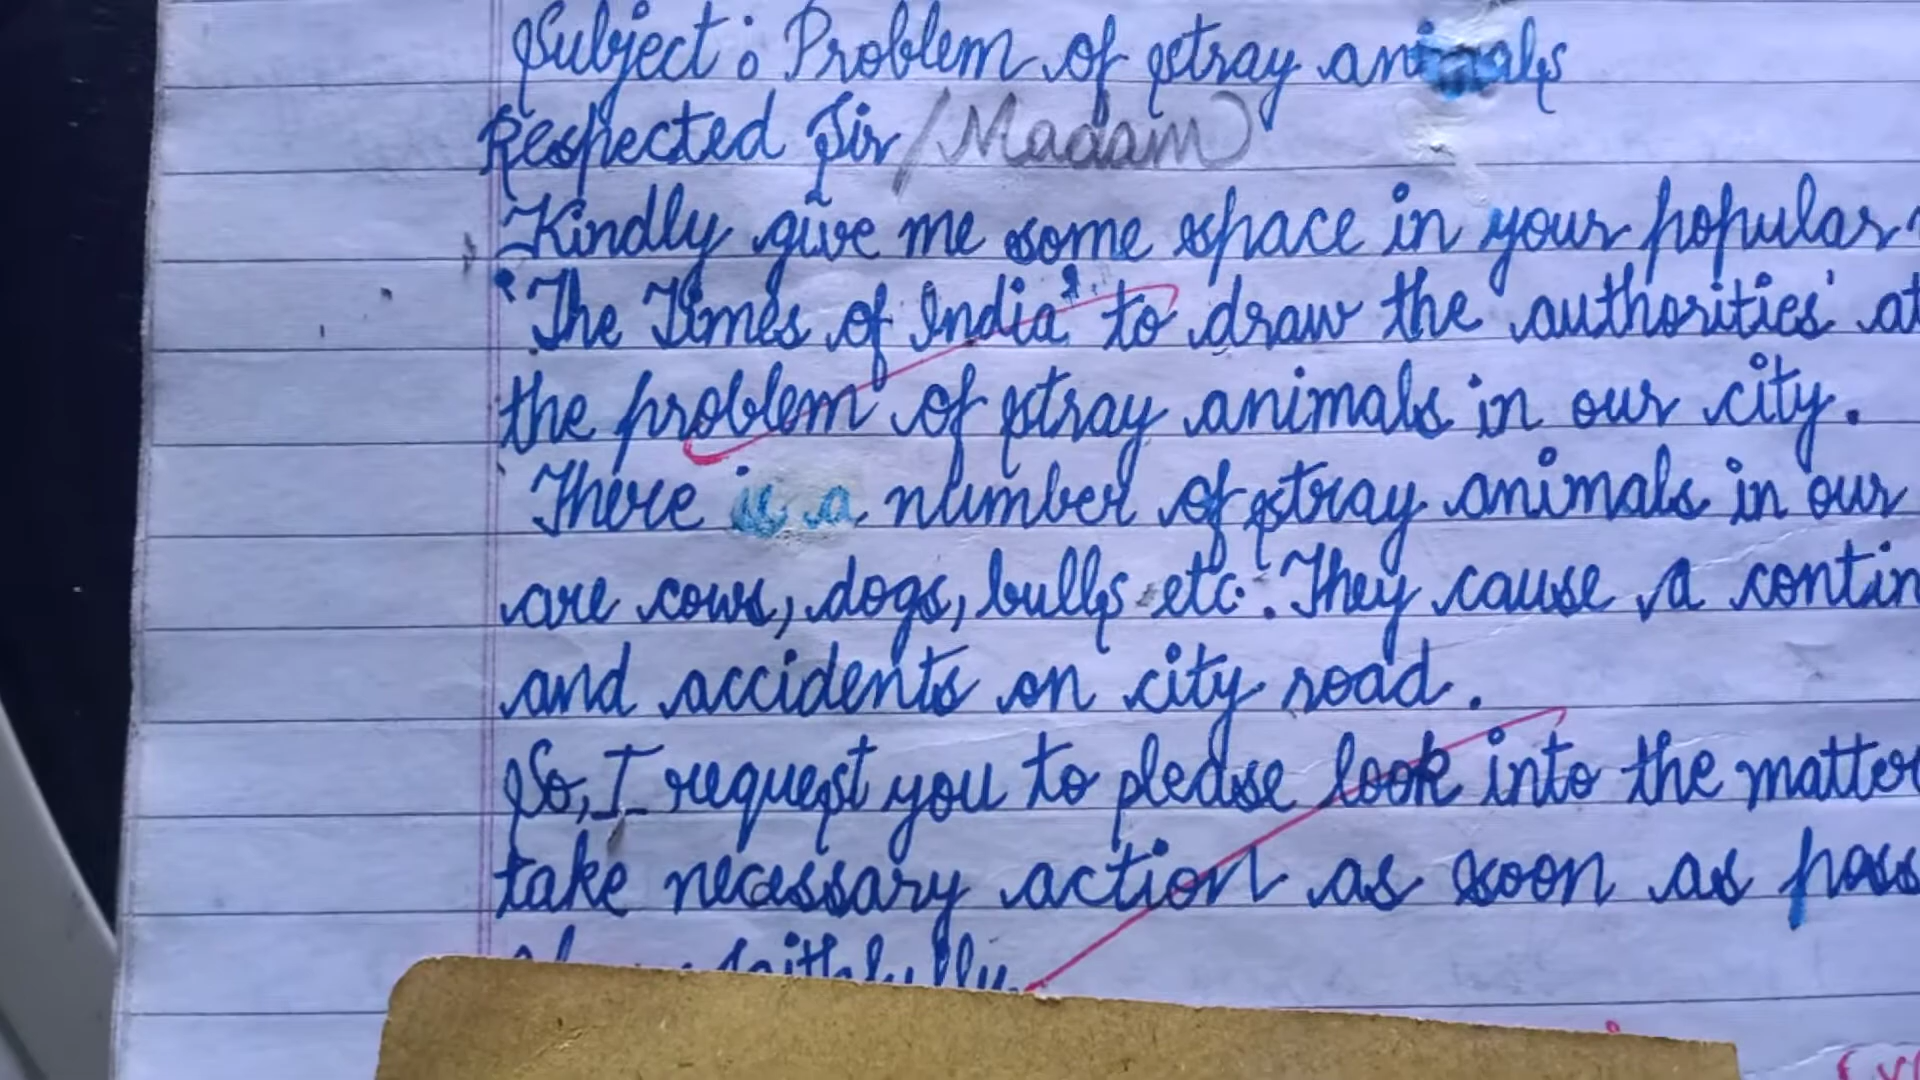 Subject : Problem of stray animals
Respected Sir/Madam
Kindly give me some space in your popular
'The Times of India' to draw the authorities'
the problem of stray animals in our city.
There is a number of stray animals in our
are cows, dogs, bulls etc. They cause a
and accidents on city road.
So, I request you to please look into the matter
take necessary action as soon as
faithfully